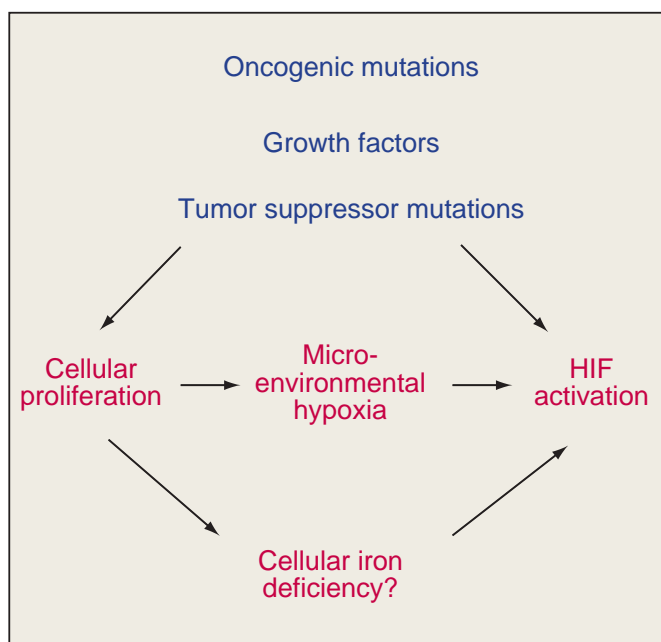 Oncogenic mutations
Growth factors
Tumor suppressor mutations
Cellular
proliferation
Micro-
environmental
hypoxia
HIF
activation
Cellular iron
deficiency?